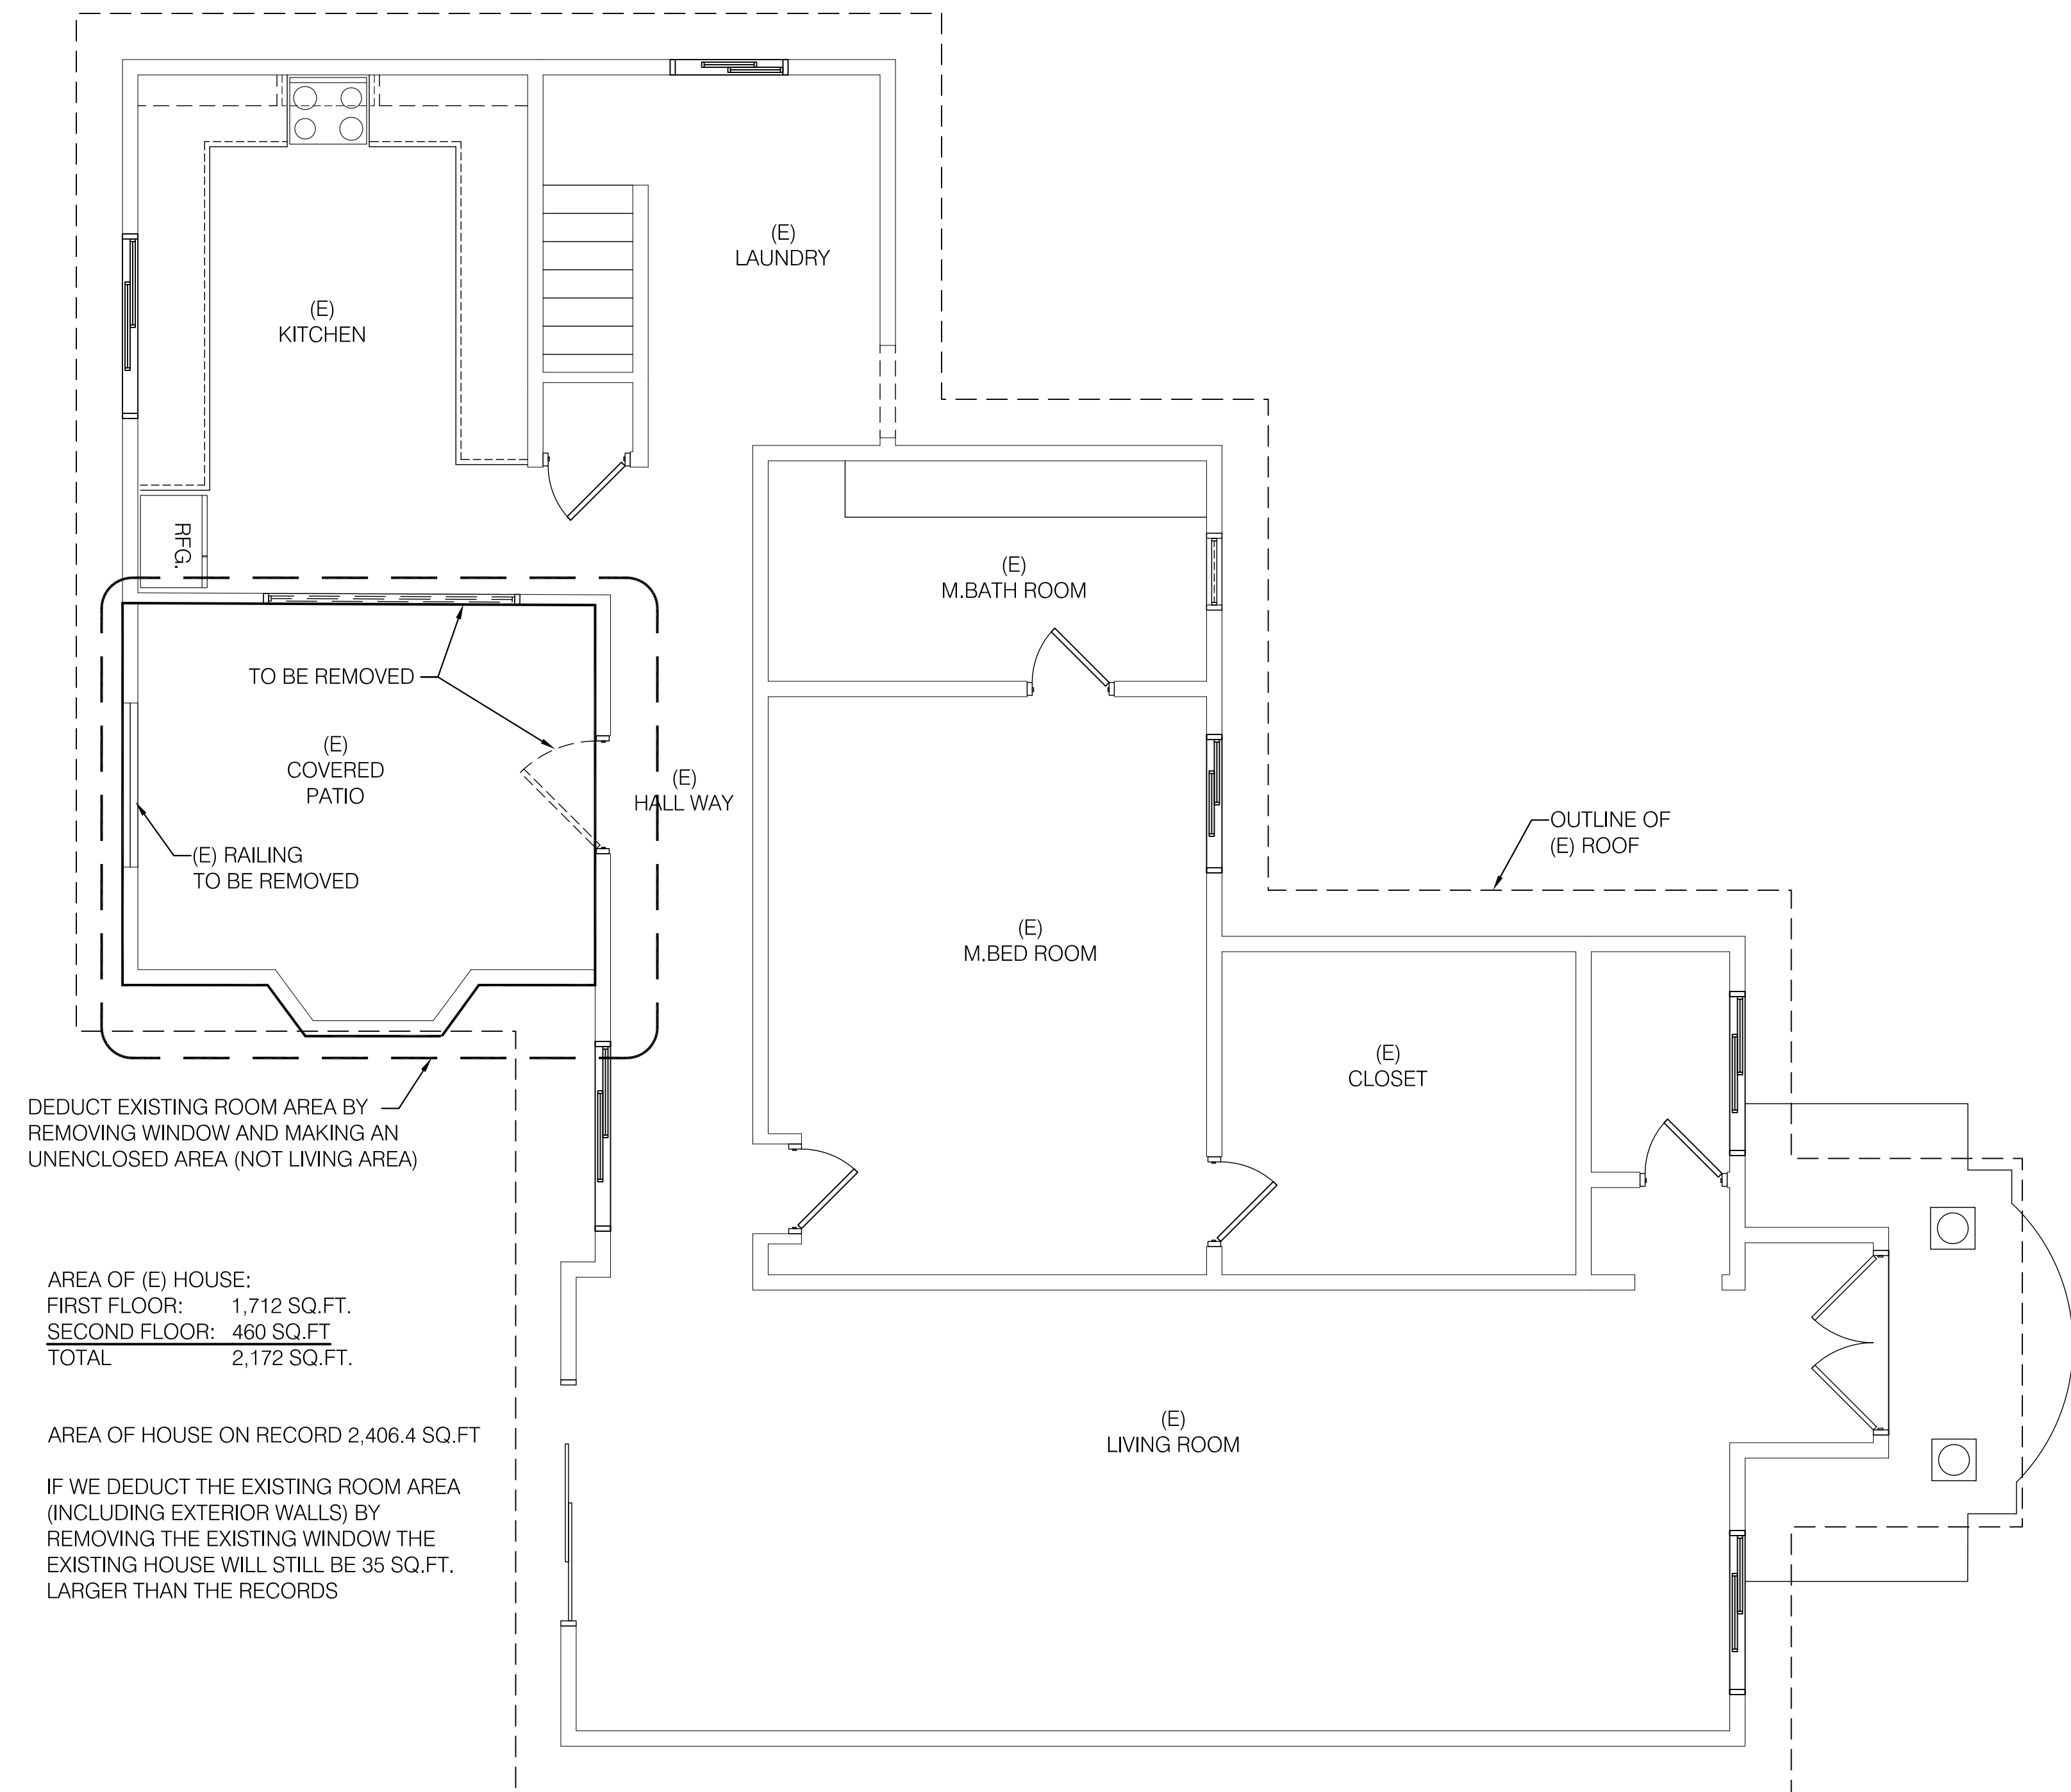 (E)
LAUNDRY
(E)
KITCHEN
RFG.
(E)
M.BATH ROOM
TO BE REMOVED
(E)
COVERED
PATIO
(E)
HALL WAY
(E) RAILING
TO BE REMOVED
OUTLINE OF
(E) ROOF
(E)
M.BED ROOM
(E)
CLOSET
DEDUCT EXISTING ROOM AREA BY
REMOVING WINDOW AND MAKING AN
UNENCLOSED AREA (NOT LIVING AREA)
AREA OF (E) HOUSE:
FIRST FLOOR: 1,712 SQ.FT.
SECOND FLOOR: 460 SQ.FT
TOTAL 2,172 SQ.FT.
(E)
LIVING ROOM
AREA OF HOUSE ON RECORD 2,406.4 SQ.FT
IF WE DEDUCT THE EXISTING ROOM AREA
(INCLUDING EXTERIOR WALLS) BY
REMOVING THE EXISTING WINDOW THE
EXISTING HOUSE WILL STILL BE 35 SQ.FT.
LARGER THAN THE RECORDS